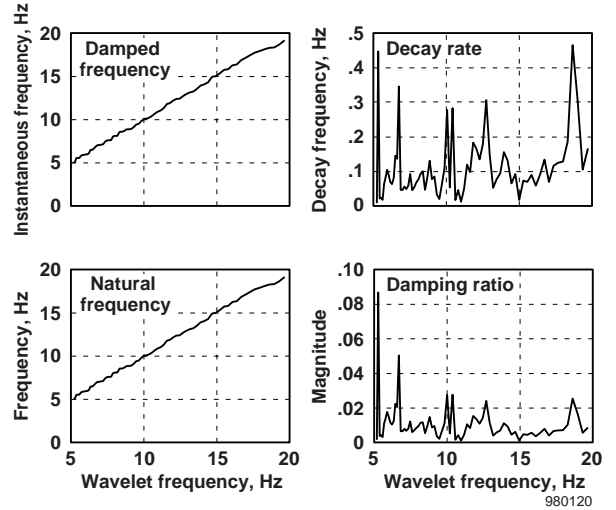 Instantaneous frequency, Hz
20
15
10
5
0
Damped
frequency
Decay frequency, Hz
.5
.4
.3
.2
.1
0
Decay rate
Frequency, Hz
20
15
10
5
0
Natural
frequency
5 10 15 20
Wavelet frequency, Hz
Magnitude
.10
.08
.06
.04
.02
0
Damping ratio
5 10 15 20
Wavelet frequency, Hz
980120